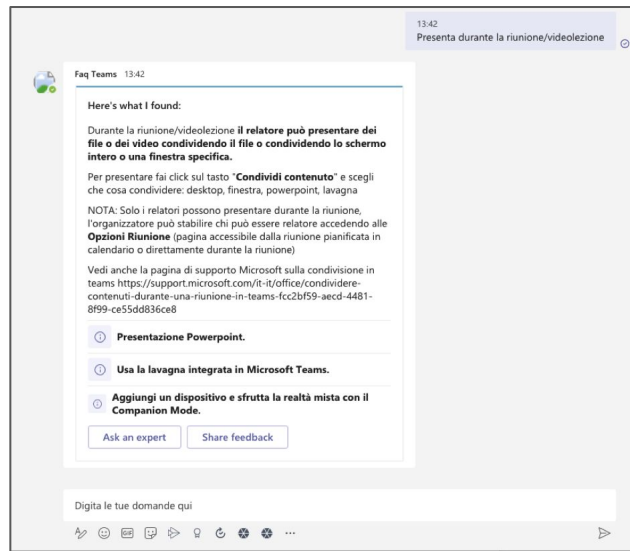 13:42
Presenta durante la riunione/videolezione
Faq Teams 13:42
Here's what I found:
Durante la riunione/videolezione il relatore può presentare dei
file o dei video condividendo il file o condividendo lo schermo
intero o una finestra specifica.
Per presentare fai click sul tasto "Condividi contenuto" e scegli
che cosa condividere: desktop, finestra, powerpoint, lavagna
NOTA: Solo i relatori possono presentare durante la riunione,
l'organizzatore può stabilire chi può essere relatore accedendo alle
Opzioni Riunione (pagina accessibile dalla riunione pianificata in
calendario o direttamente durante la riunione)
Vedi anche la pagina di supporto Microsoft sulla condivisione in
teams https://support.microsoft.com/it-it/office/condividere-
contenuti-durante-una-riunione-in-teams-fcc2bf59-aecd-4481-
8f99-ce55dd836ce8
Presentazione Powerpoint.
Usa la lavagna integrata in Microsoft Teams.
Aggiungi un dispositivo e sfrutta la realtà mista con il
Companion Mode.
Ask an expert
Share feedback
Digita le tue domande qui
GIF